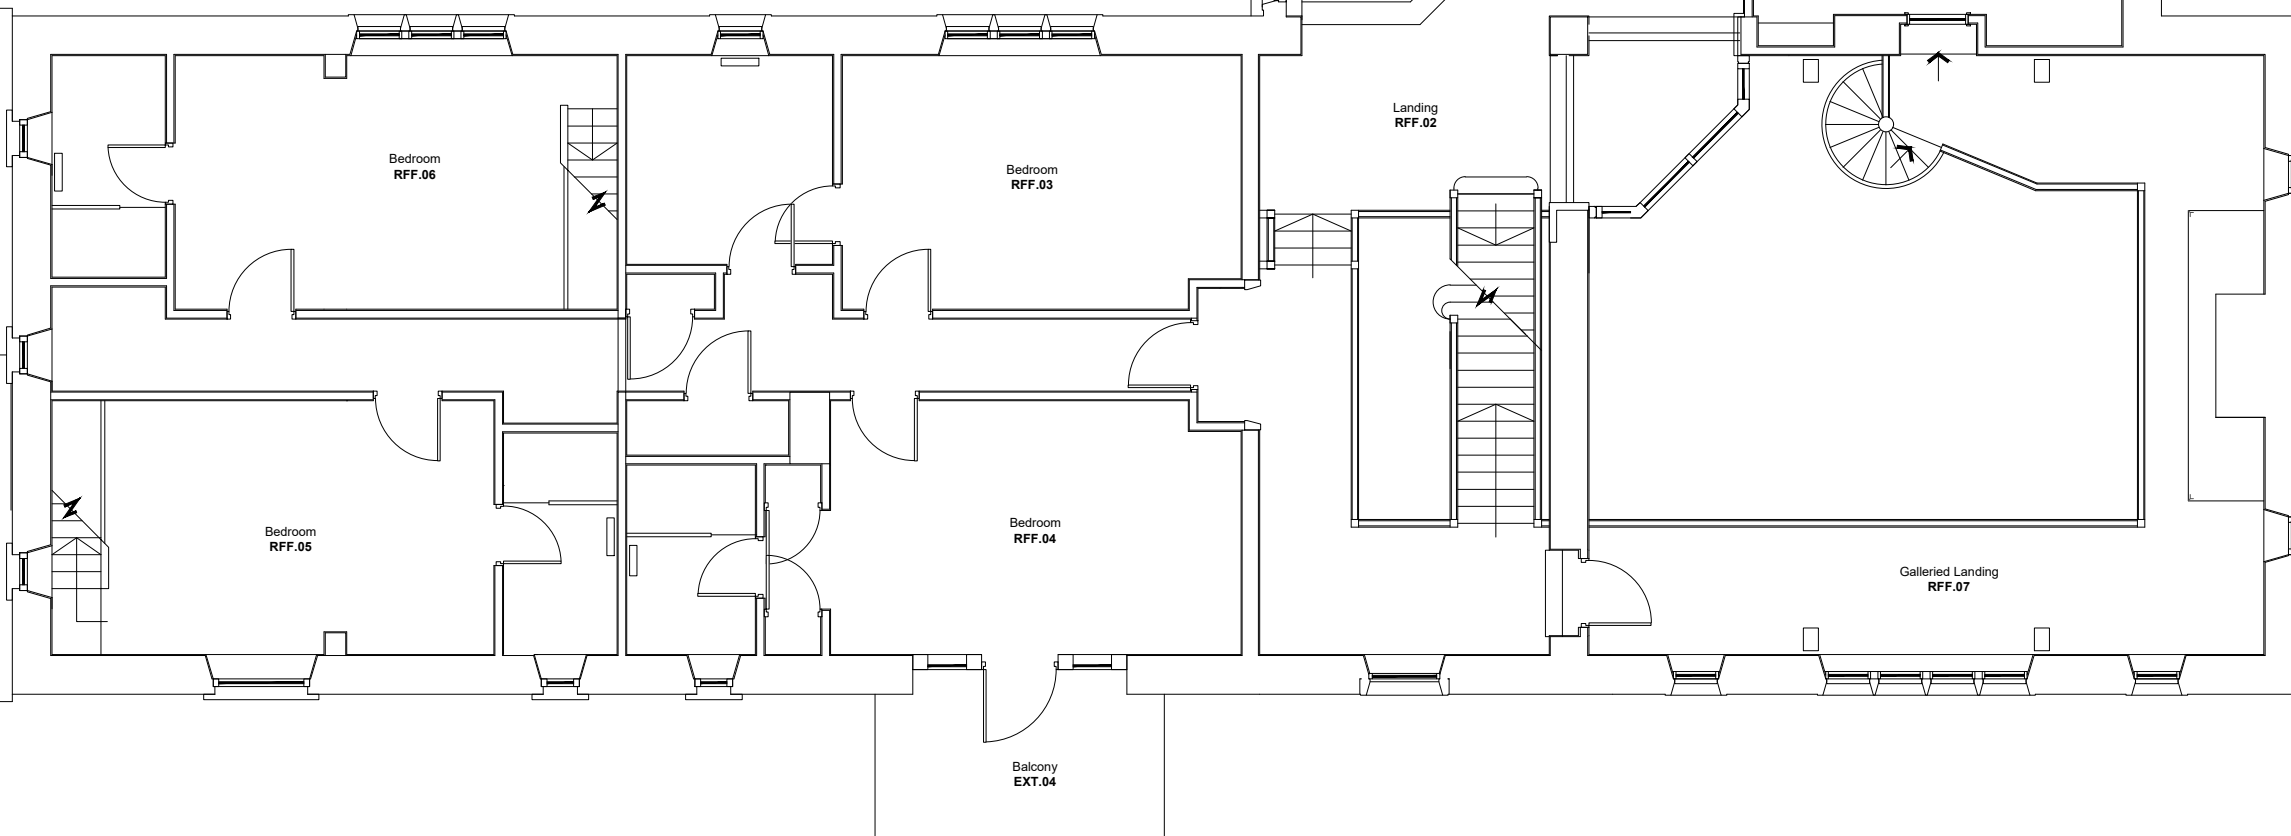 Landing
RFF.02
Bedroom
RFF.06
Bedroom
RFF.03
Bedroom
RFF.05
Bedroom
RFF.04
Galleried Landing
RFF.07
Balcony
EXT.04